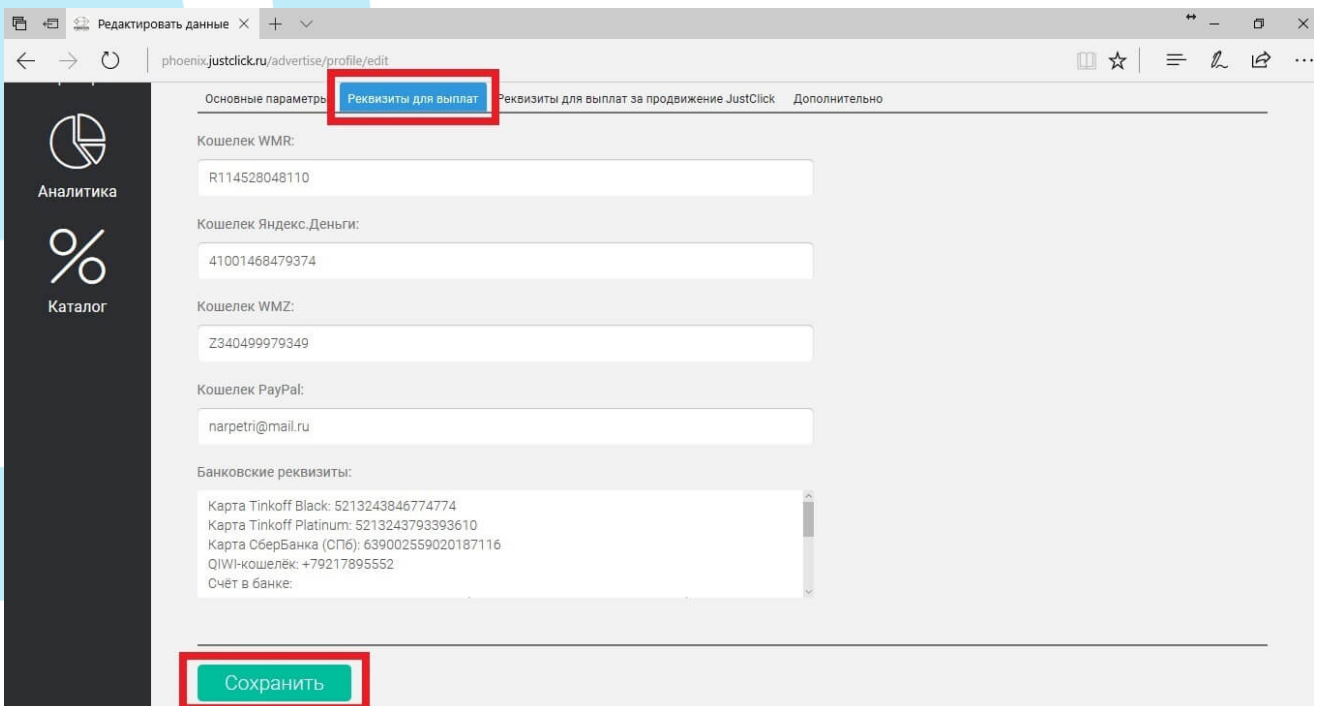 Редактировать данные
phoenix.justclick.ru/advertise/profile/edit
Основные параметры Реквизиты для выплат Реквизиты для выплат за продвижение JustClick Дополнительно
Аналитика
Каталог
Кошелек WMR:
R114528048110
Кошелек Яндекс.Деньги:
41001468479374
Кошелек WMZ:
Z340499979349
Кошелек PayPal:
narpetri@mail.ru
Банковские реквизиты:
Карта Tinkoff Black: 5213243846774774
Карта Tinkoff Platinum: 5213243793393610
Карта СберБанка (СПб): 639002559020187116
QIWI-кошелёк: +79217895552
Счёт в банке:
Сохранить